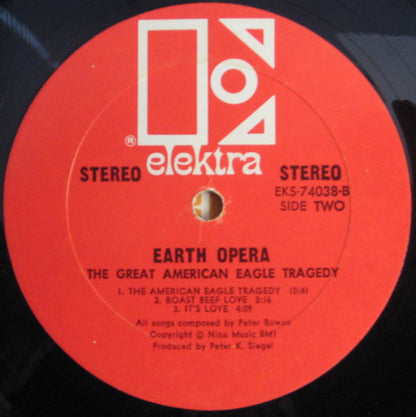 ®
elektra
STEREO STEREO
EKS-74038-B
SIDE TWO
EARTH OPERA
THE GREAT AMERICAN EAGLE TRAGEDY
1. THE AMERICAN EAGLE TRAGEDY 10:41
2. ROAST BEEF LOVE 3:16
3. IT'S LOVE 4:09
All songs composed by Peter Rowan
Copyright © Nina Music BMI
Produced by Peter K. Siegel